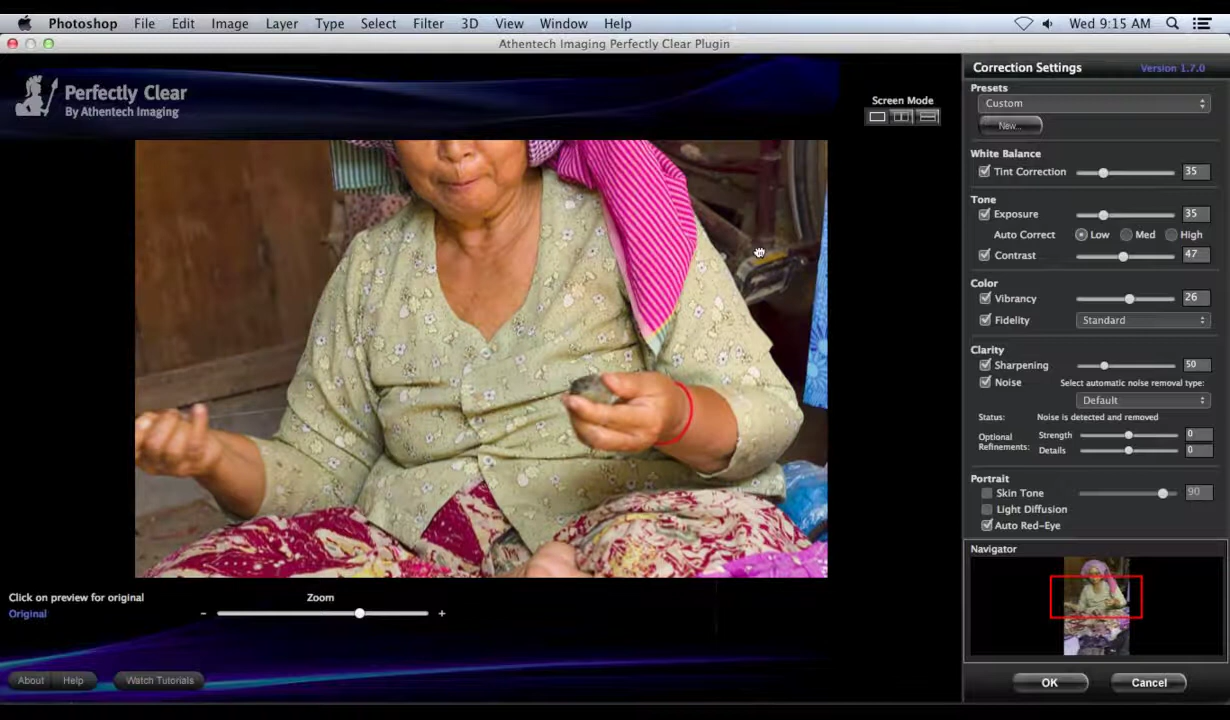 Photoshop File Edit Image Layer Type Select Filter 3D View Window Help Wed 9:15 AM
Athentech Imaging Perfectly Clear Plugin
Perfectly Clear
By Athentech Imaging
Screen Mode
Correction Settings Version 1.7.0
Presets
Custom
New...
White Balance
Tint Correction 35
Tone
Exposure 35
Auto Correct Low Med High
Contrast 47
Color
Vibrancy 26
Fidelity Standard
Clarity
Sharpening 50
Noise Select automatic noise removal type:
Default
Status: Noise is detected and removed
Optional Refinements: Strength 0
Details 0
Portrait
Skin Tone 90
Light Diffusion
Auto Red-Eye
Navigator
Click on preview for original Zoom
Original - +
About Help Watch Tutorials
OK Cancel